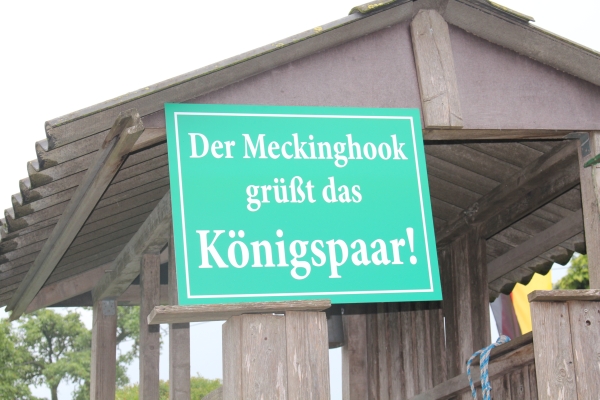 Der Meckinghook
grüßt das
Königspaar!